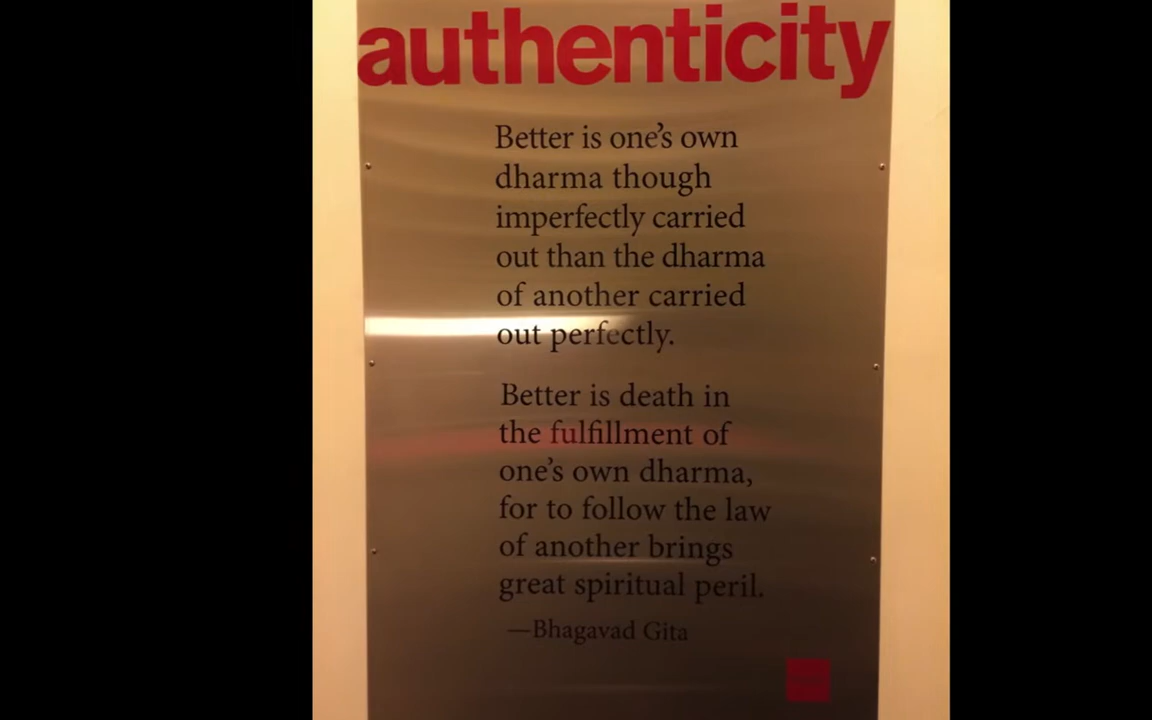 authenticity
Better is one’s own
dharma though
imperfectly carried
out than the dharma
of another carried
out perfectly.
Better is death in
the fulfillment of
one’s own dharma,
for to follow the law
of another brings
great spiritual peril.
—Bhagavad Gita